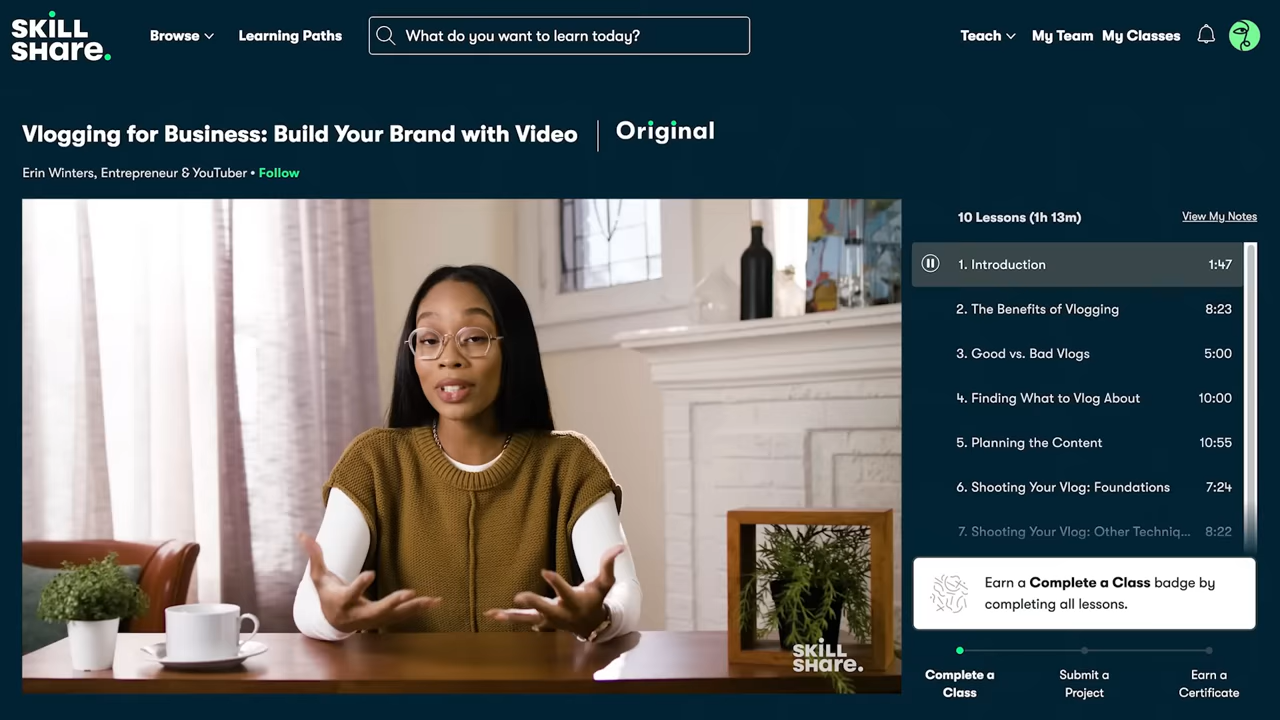 SKILL
SHARE.
Browse
Learning Paths
What do you want to learn today?
Teach
My Team
My Classes
Vlogging for Business: Build Your Brand with Video
Original
Erin Winters, Entrepreneur & YouTuber • Follow
10 Lessons (1h 13m)
View My Notes
1. Introduction 1:47
2. The Benefits of Vlogging 8:23
3. Good vs. Bad Vlogs 5:00
4. Finding What to Vlog About 10:00
5. Planning the Content 10:55
6. Shooting Your Vlog: Foundations 7:24
7. Shooting Your Vlog: Other Techniq... 8:22
Earn a Complete a Class badge by
completing all lessons.
SKILL
SHARE.
Complete a
Class
Submit a
Project
Earn a
Certificate